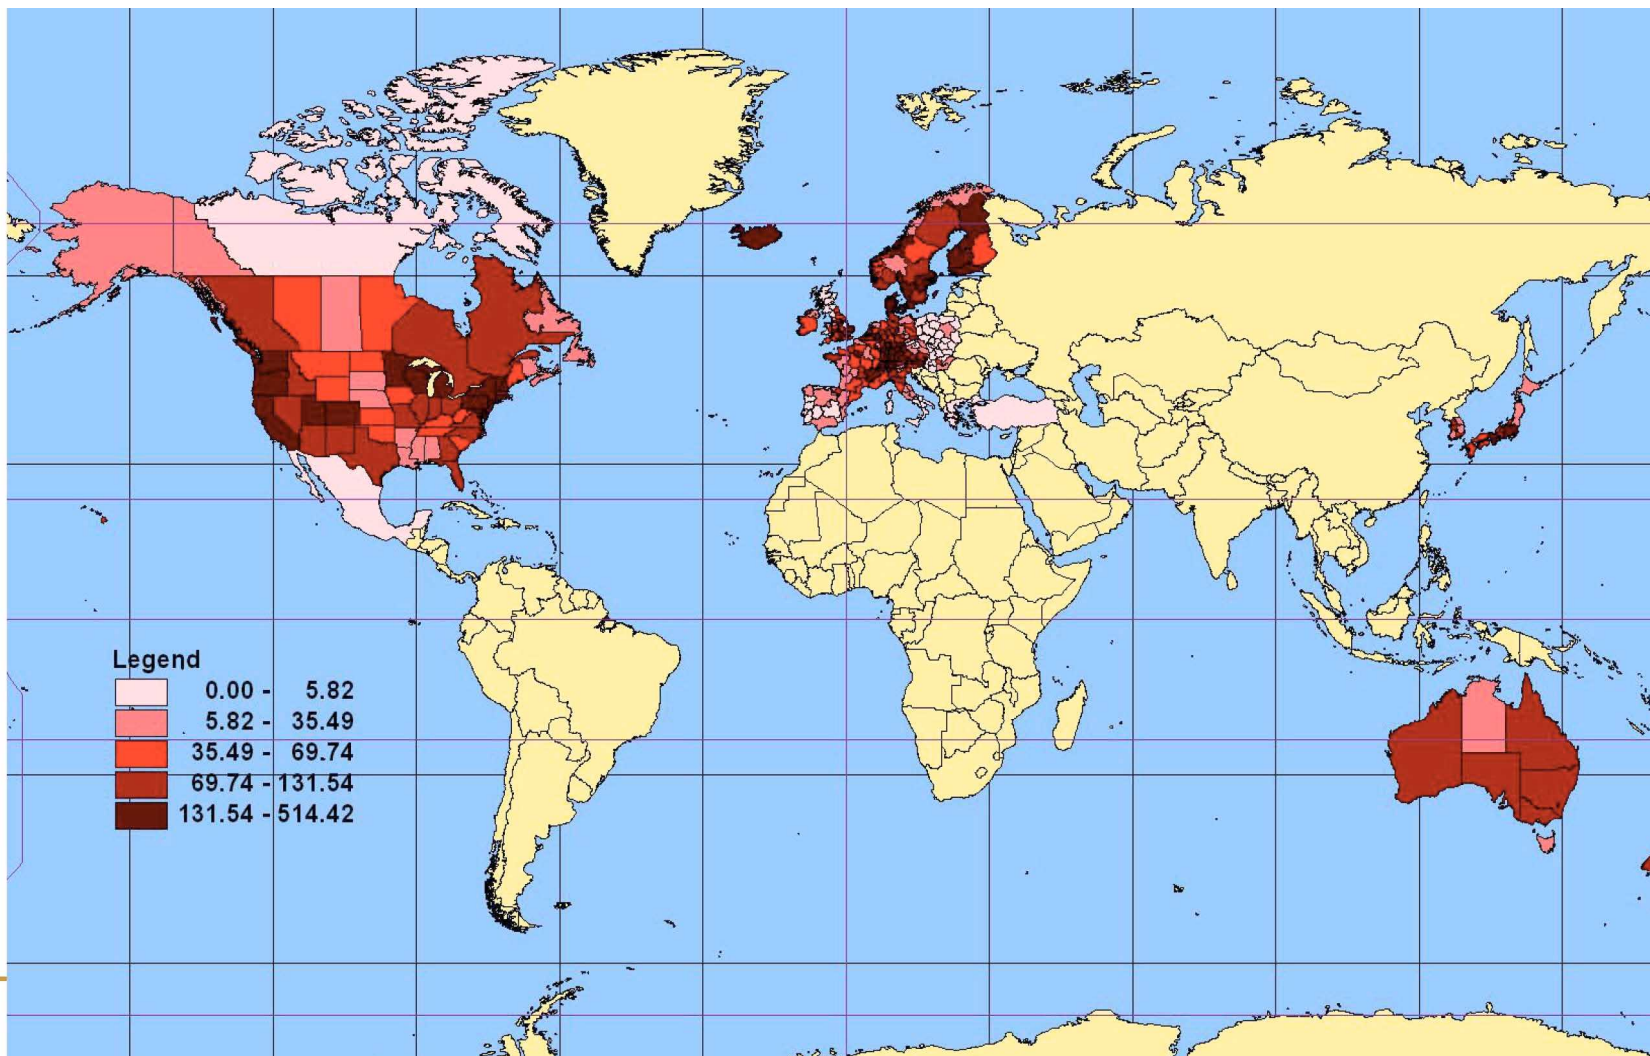 Legend
0.00 - 5.82
5.82 - 35.49
35.49 - 69.74
69.74 - 131.54
131.54 - 514.42